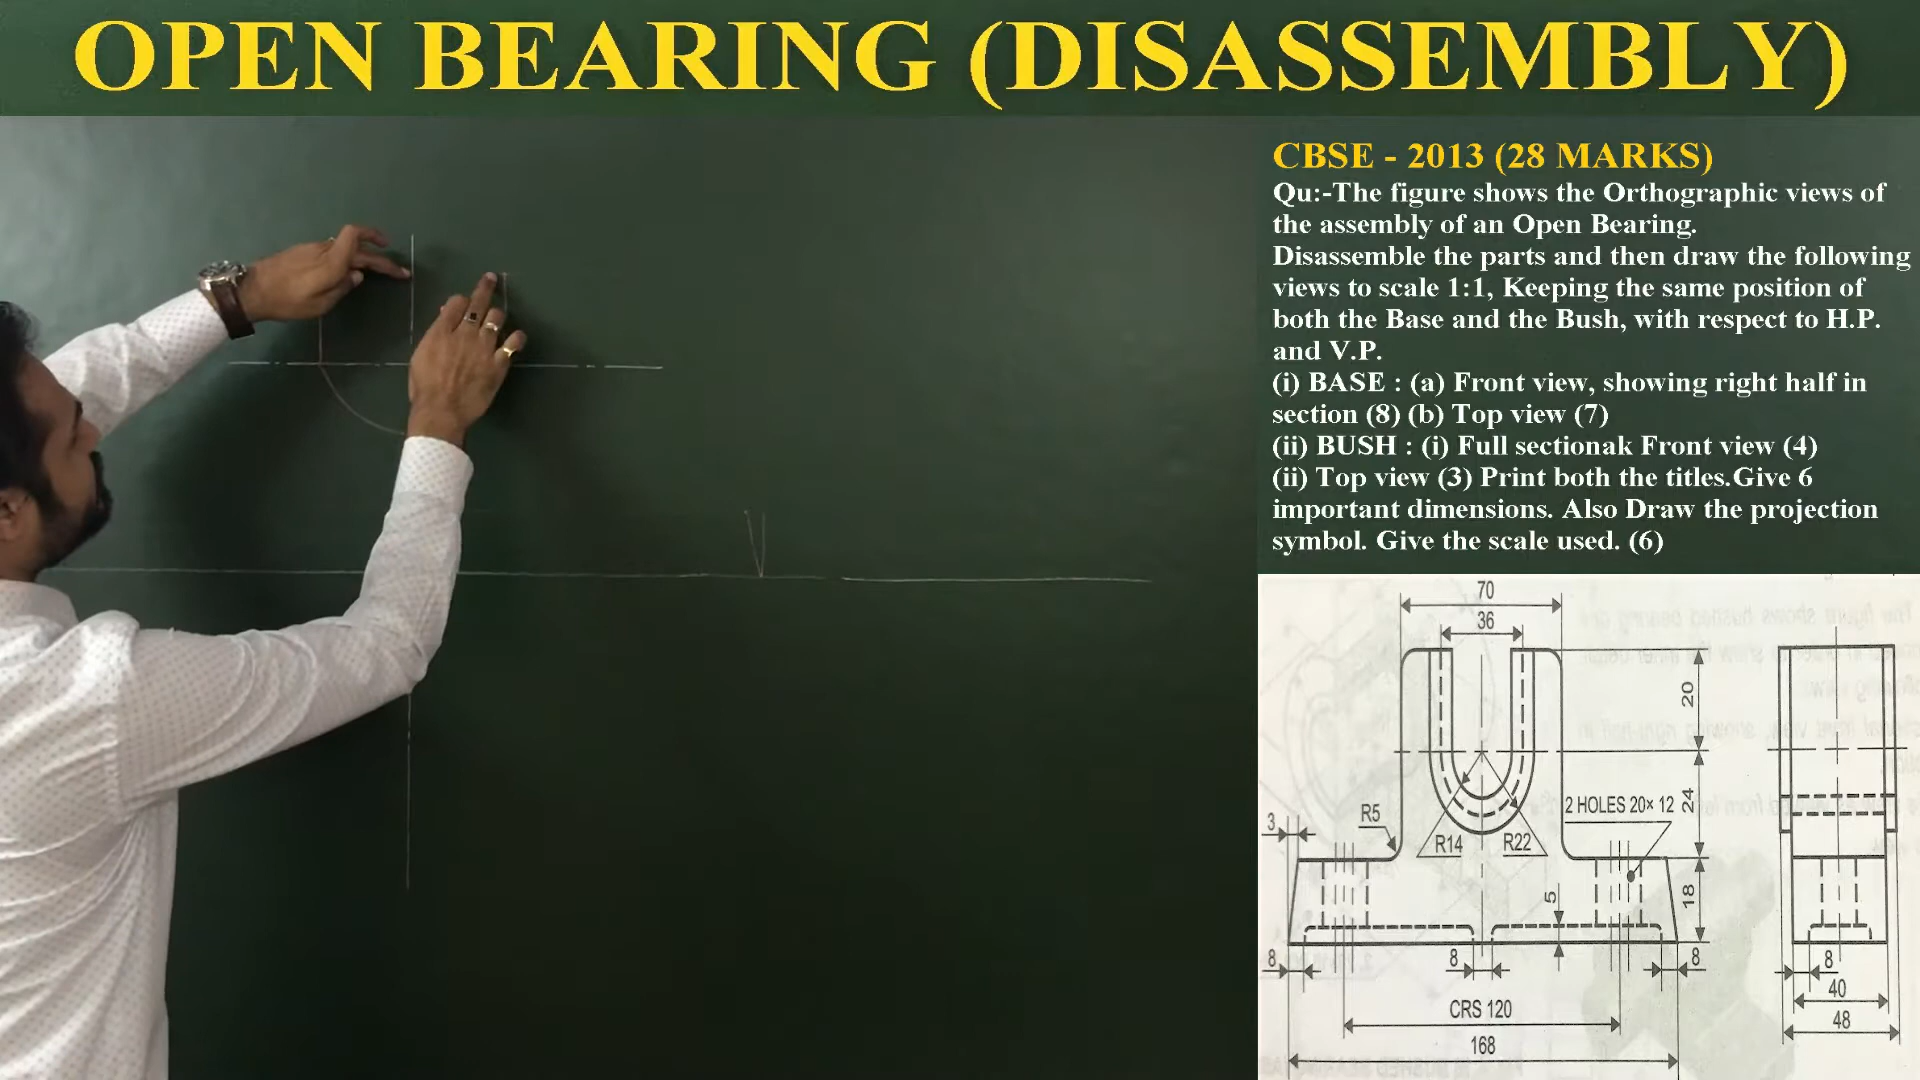 OPEN BEARING (DISASSEMBLY)
CBSE - 2013 (28 MARKS)
Qu:-The figure shows the Orthographic views of
the assembly of an Open Bearing.
Disassemble the parts and then draw the following
views to scale 1:1, Keeping the same position of
both the Base and the Bush, with respect to H.P.
and V.P.
(i) BASE : (a) Front view, showing right half in
section (8) (b) Top view (7)
(ii) BUSH : (i) Full sectionak Front view (4)
(ii) Top view (3) Print both the titles.Give 6
important dimensions. Also Draw the projection
symbol. Give the scale used. (6)
70
36
20
2 HOLES 20× 12
24
3
R5
R14
R22
5
18
8
8
8
8
40
CRS 120
48
168